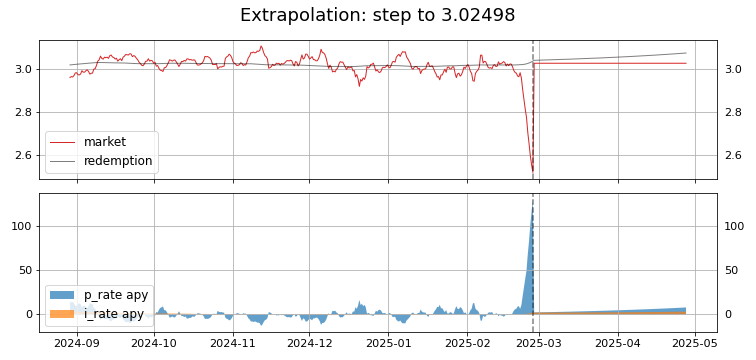 Extrapolation: step to 3.02498
3.0 3.0
2.8 2.8
2.6 2.6
market
redemption
100 100
50 50
0 0
p_rate apy
i_rate apy
2024-09 2024-10 2024-11 2024-12 2025-01 2025-02 2025-03 2025-04 2025-05